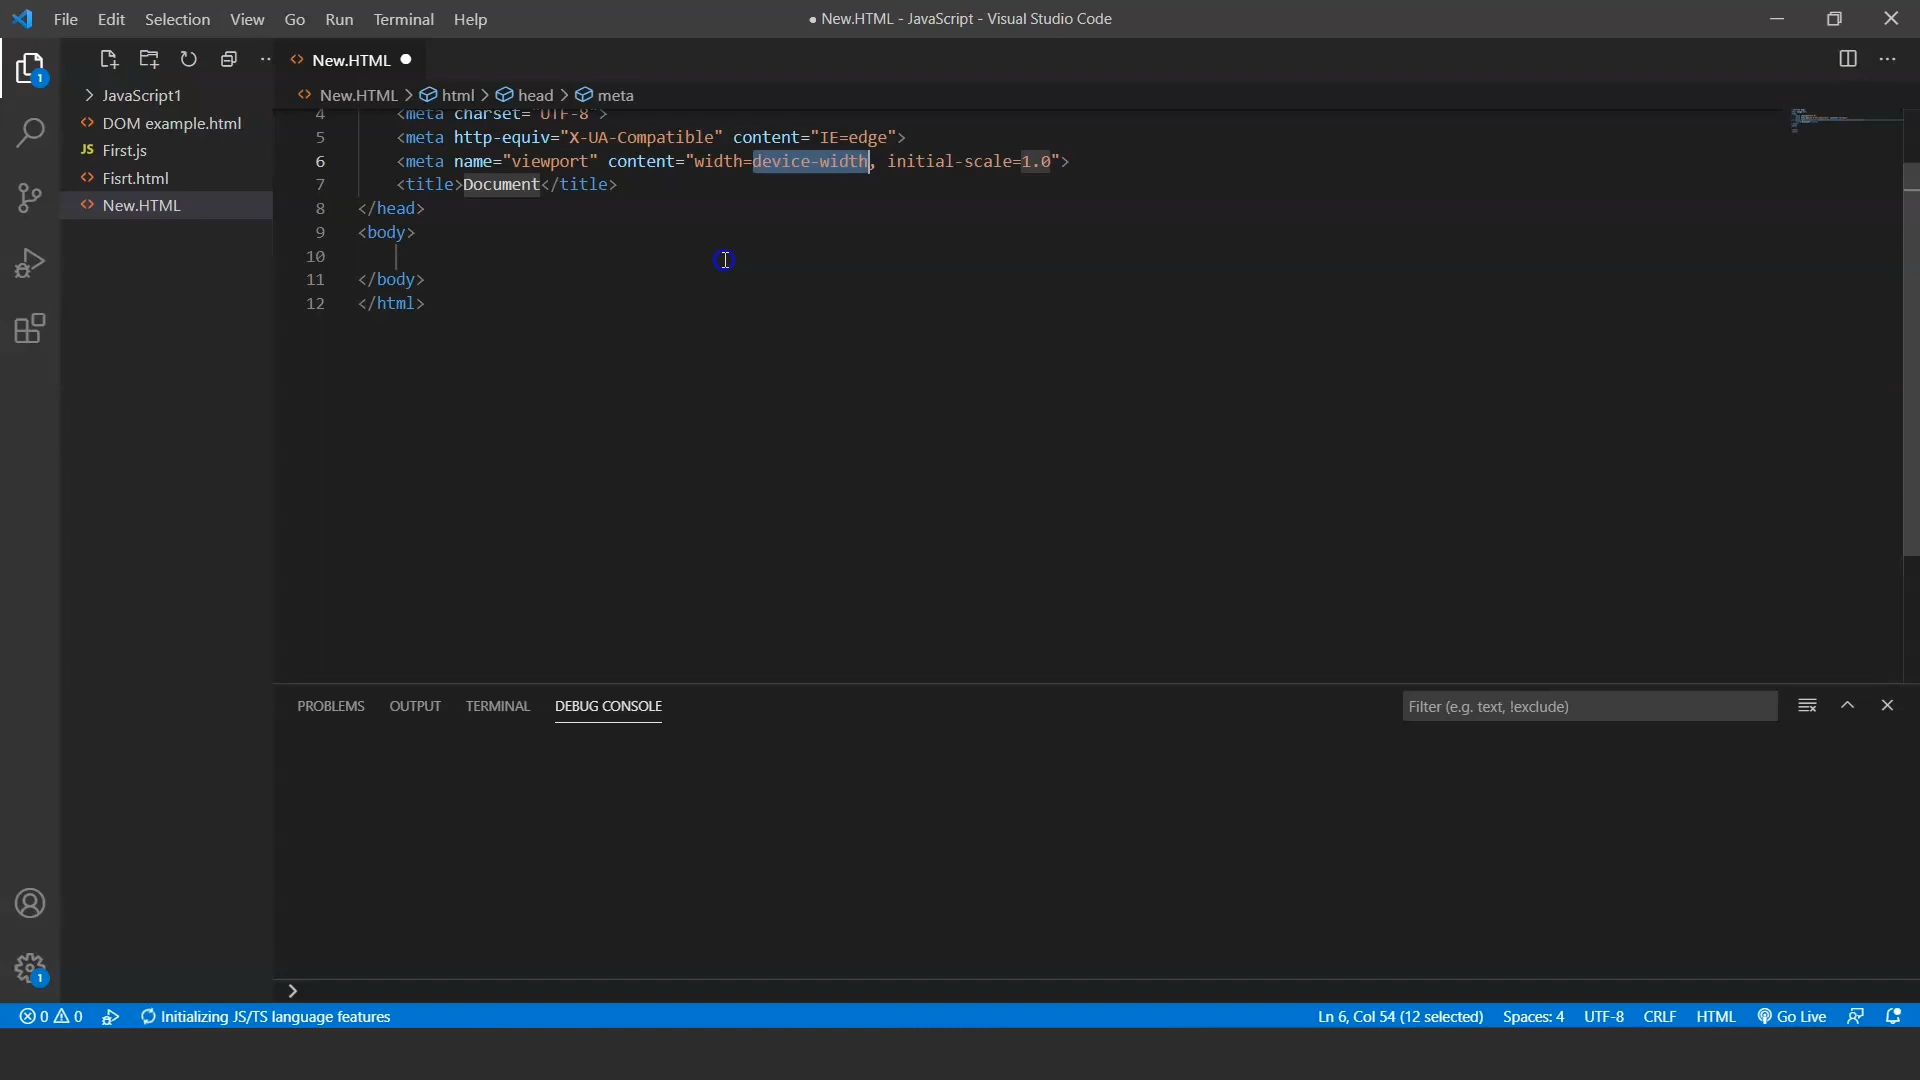 File Edit Selection View Go Run Terminal Help
● New.HTML - JavaScript - Visual Studio Code
New.HTML
1
JavaScript1
New.HTML > html > head > meta
DOM example.html
JS First.js
Fisrt.html
New.HTML
4 <meta charset="UTF-8">
5 <meta http-equiv="X-UA-Compatible" content="IE=edge">
6 <meta name="viewport" content="width=device-width, initial-scale=1.0">
7 <title>Document</title>
8 </head>
9 <body>
10
11 </body>
12 </html>
PROBLEMS OUTPUT TERMINAL DEBUG CONSOLE
Filter (e.g. text, !exclude)
1
0 0 Initializing JS/TS language features
Ln 6, Col 54 (12 selected) Spaces: 4 UTF-8 CRLF HTML Go Live